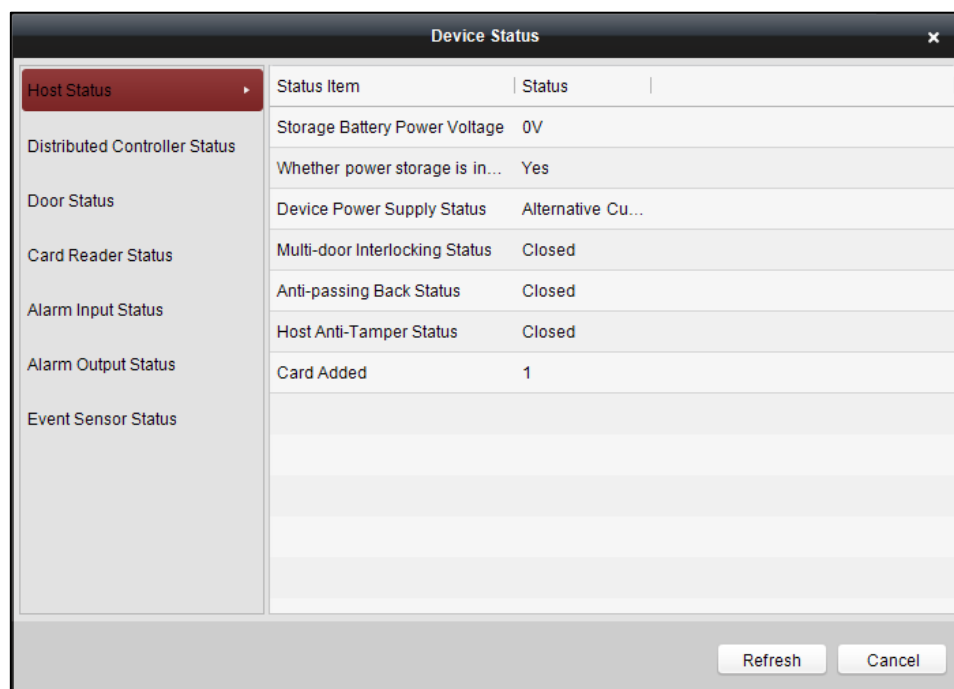 Device Status
Host Status
Distributed Controller Status
Door Status
Card Reader Status
Alarm Input Status
Alarm Output Status
Event Sensor Status
Status Item Status
Storage Battery Power Voltage 0V
Whether power storage is in... Yes
Device Power Supply Status Alternative Cu...
Multi-door Interlocking Status Closed
Anti-passing Back Status Closed
Host Anti-Tamper Status Closed
Card Added 1
Refresh Cancel